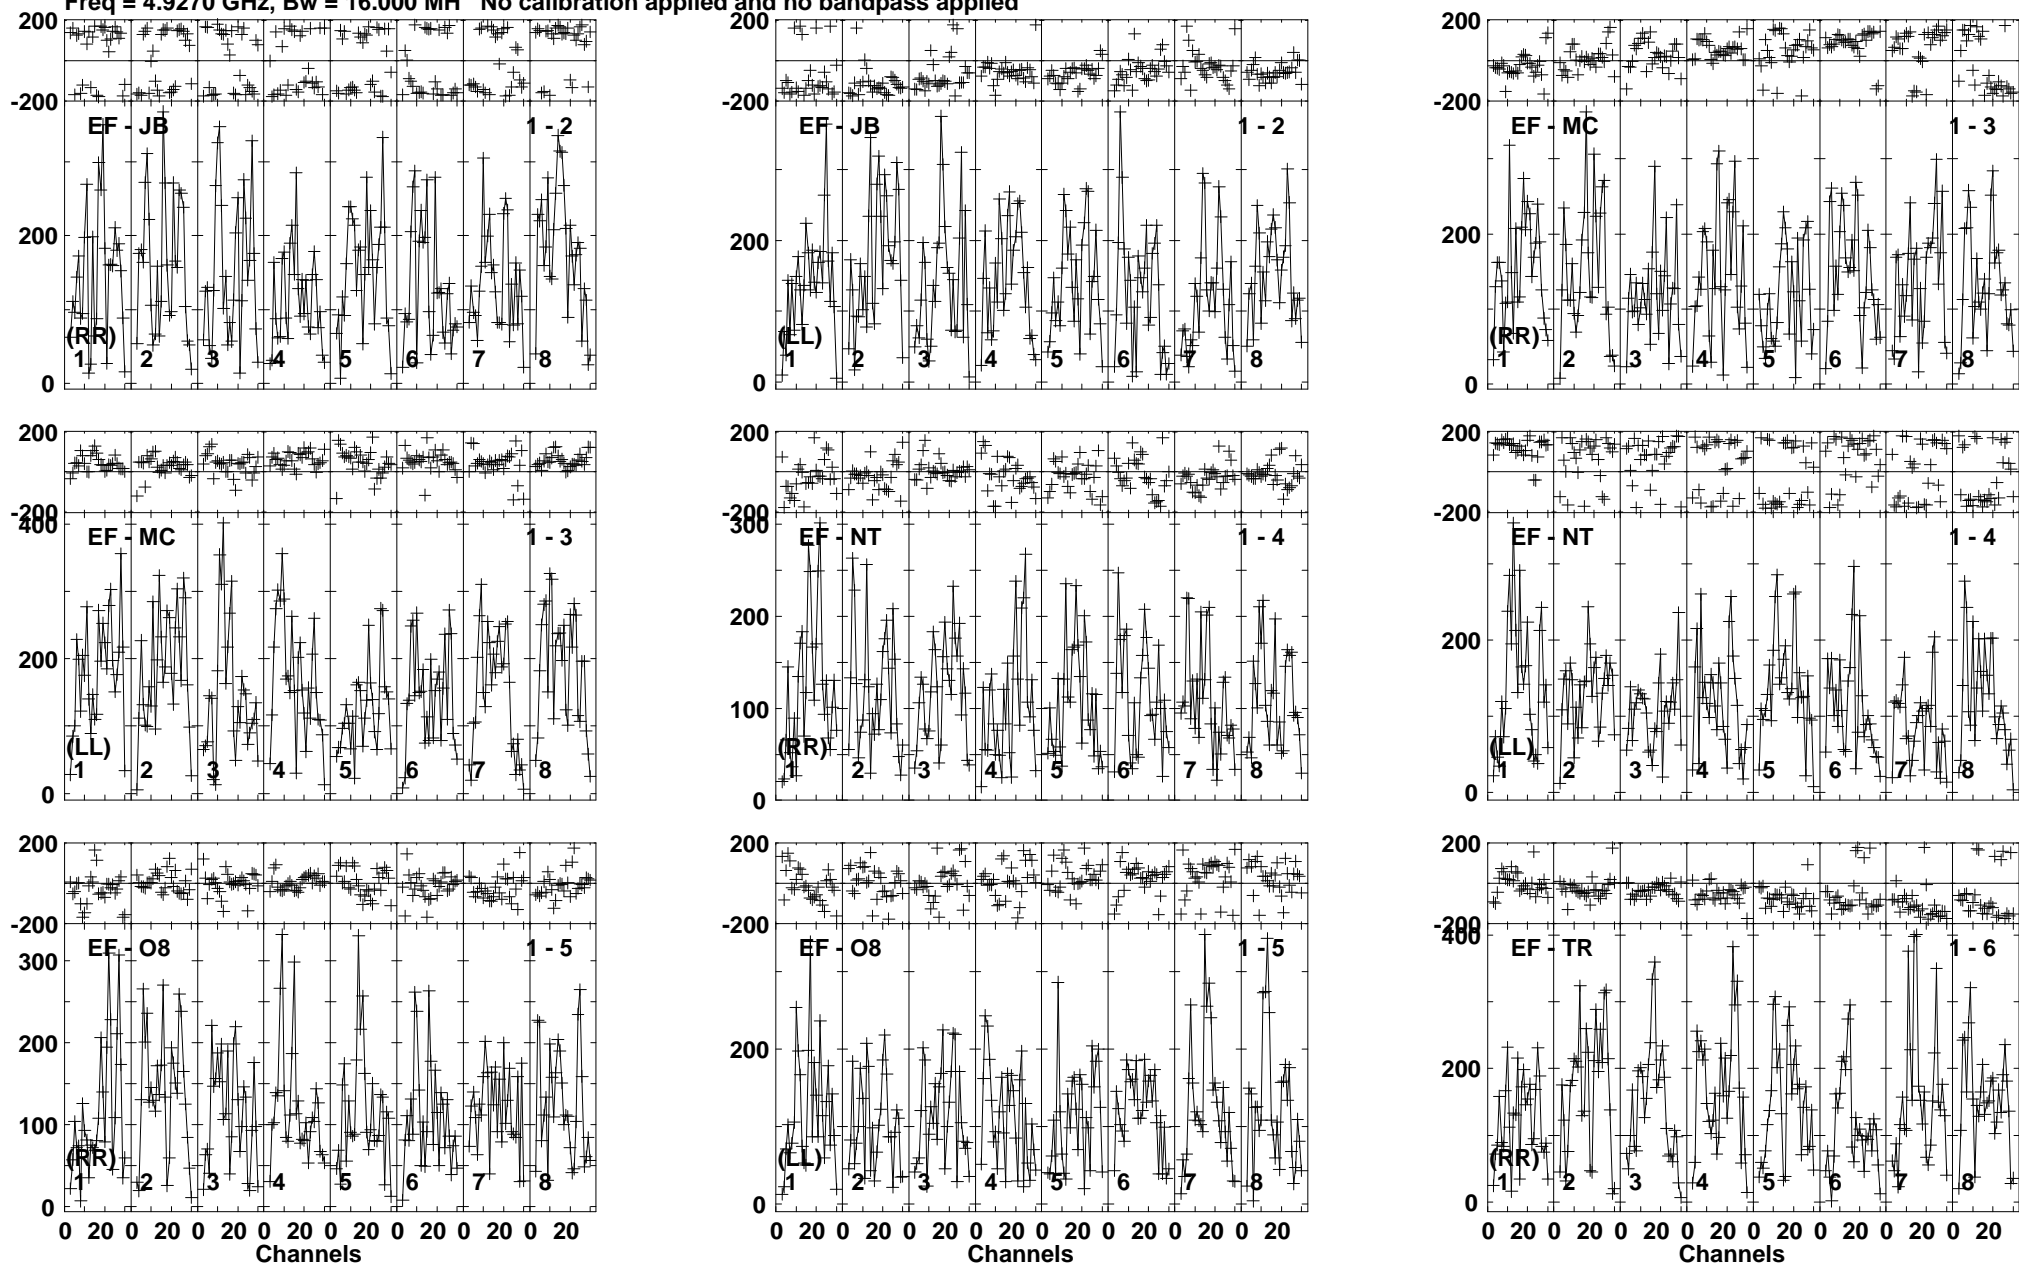 Freq = 4.9270 GHz, Bw = 16.000 MH No calibration applied and no bandpass applied
200 200 200
-200 -200 -200
EF - JB 1 - 2 EF - JB 1 - 2 EF - MC 1 - 3
200 200 200
(RR) (LL) (RR)
1 2 3 4 5 6 7 8 1 2 3 4 5 6 7 8 1 2 3 4 5 6 7 8
0 0 0
200 200 200
-200 -200 -200
400 300
EF - MC 1 - 3 EF - NT 1 - 4 EF - NT 1 - 4
200 200 200
100
(LL) (RR) (LL)
1 2 3 4 5 6 7 8 1 2 3 4 5 6 7 8 1 2 3 4 5 6 7 8
0 0 0
200 200 200
-200 -200 -200
400
EF - O8 1 - 5 EF - O8 1 - 5 EF - TR 1 - 6
300
200 200 200
100
(RR) (LL) (RR)
1 2 3 4 5 6 7 8 1 2 3 4 5 6 7 8 1 2 3 4 5 6 7 8
0 0 0
0 20 0 20 0 20 0 20 0 20 0 20 0 20 0 20 0 20 0 20 0 20 0 20 0 20 0 20 0 20 0 20 0 20 0 20 0 20 0 20 0 20 0 20 0 20 0 20
Channels Channels Channels